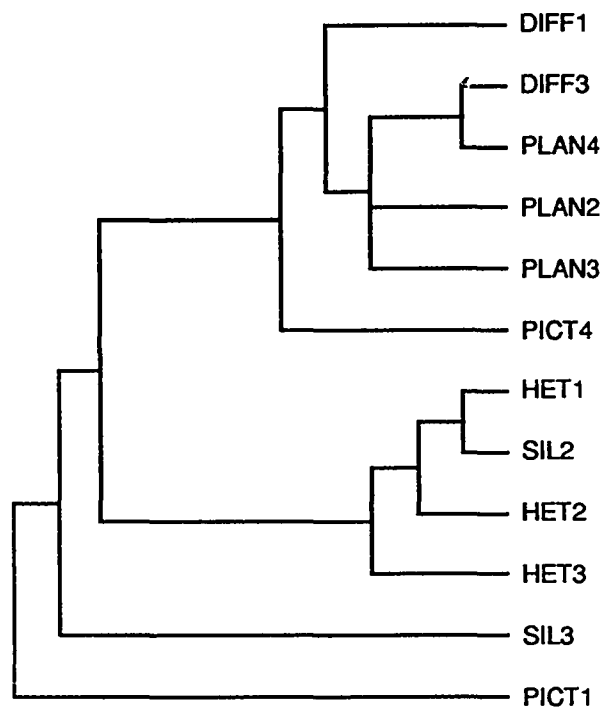 DIFF1
DIFF3
PLAN4
PLAN2
PLAN3
PICT4
HET1
SIL2
HET2
HET3
SIL3
PICT1